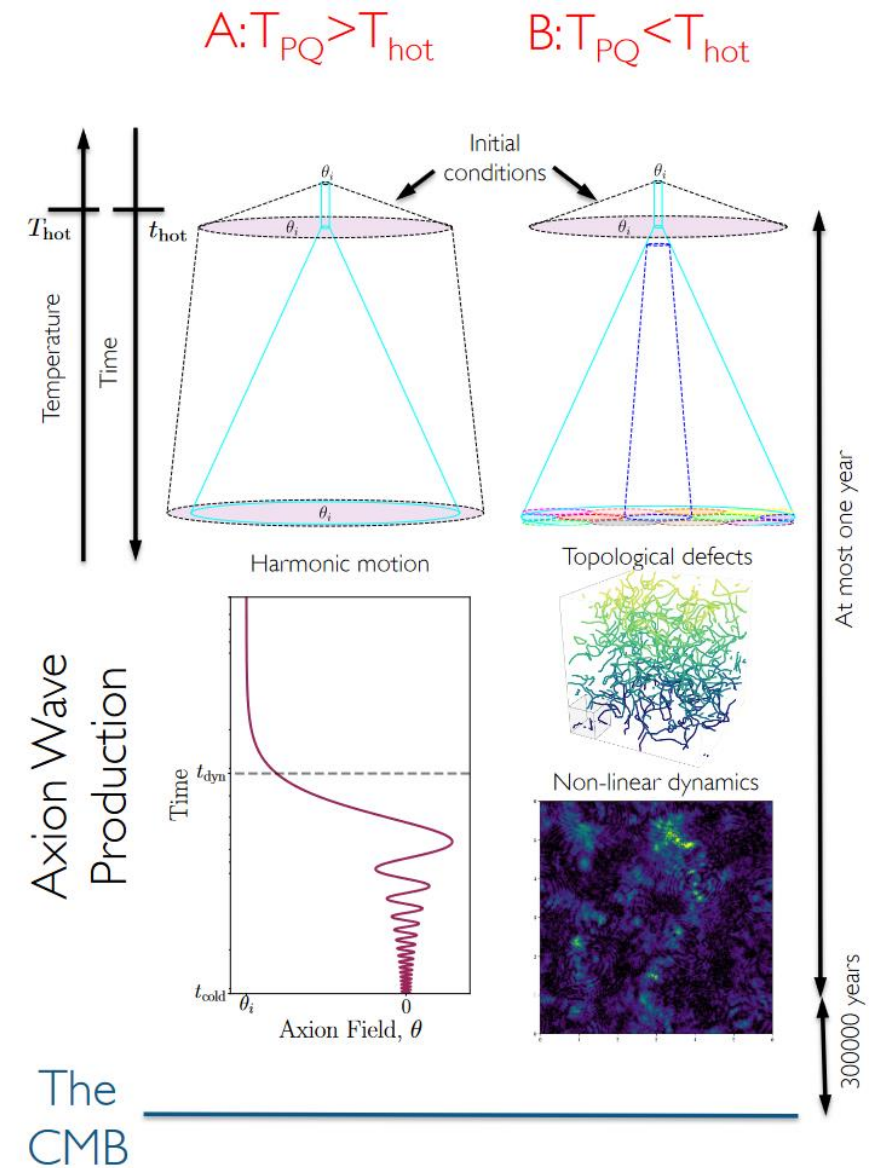 A:T_PQ>T_hot
B:T_PQ<T_hot
Initial
conditions
θ_i
θ_i
T_hot
t_hot
θ_i
θ_i
Temperature
Time
θ_i
At most one year
Harmonic motion
Topological defects
Axion Wave
Production
Time
t_dyn
t_cold
θ_i
0
Axion Field, θ
Non-linear dynamics
300000 years
The
CMB